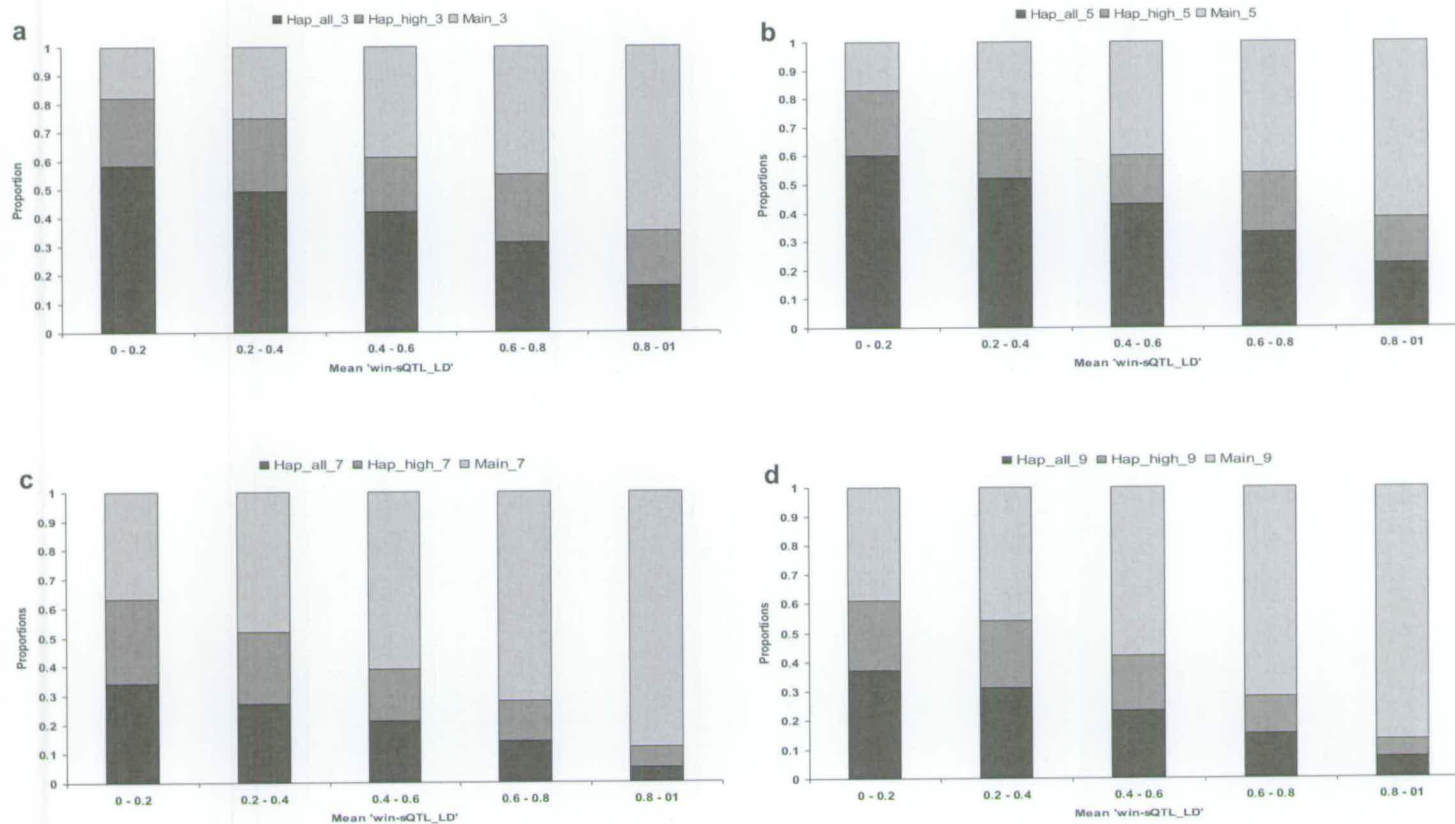 a
Hap_all_3 Hap_high_3 Main_3
1
0.9
0.8
0.7
0.6
0.5
0.4
0.3
0.2
0.1
0
Proportion
0 - 0.2 0.2 - 0.4 0.4 - 0.6 0.6 - 0.8 0.8 - 01
Mean 'win-sQTL_LD'
b
Hap_all_5 Hap_high_5 Main_5
1
0.9
0.8
0.7
0.6
0.5
0.4
0.3
0.2
0.1
0
Proportions
0 - 0.2 0.2 - 0.4 0.4 - 0.6 0.6 - 0.8 0.8 - 01
Mean 'win-sQTL_LD'
c
Hap_all_7 Hap_high_7 Main_7
1
0.9
0.8
0.7
0.6
0.5
0.4
0.3
0.2
0.1
0
Proportions
0 - 0.2 0.2 - 0.4 0.4 - 0.6 0.6 - 0.8 0.8 - 01
Mean 'win-sQTL_LD'
d
Hap_all_9 Hap_high_9 Main_9
1
0.9
0.8
0.7
0.6
0.5
0.4
0.3
0.2
0.1
0
Proportions
0 - 0.2 0.2 - 0.4 0.4 - 0.6 0.6 - 0.8 0.8 - 01
Mean 'win-sQTL_LD'